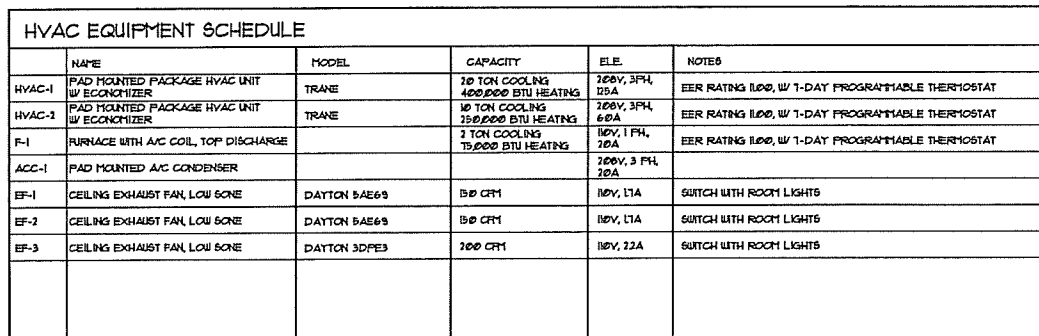 HVAC EQUIPMENT SCHEDULE
NAME MODEL CAPACITY ELE. NOTES
HVAC-1 PAD MOUNTED PACKAGE HVAC UNIT W/ ECONOMIZER TRANE 20 TON COOLING 400,000 BTU HEATING 208V, 3PH, 125A EER RATING 11.00, W/ 7-DAY PROGRAMMABLE THERMOSTAT
HVAC-2 PAD MOUNTED PACKAGE HVAC UNIT W/ ECONOMIZER TRANE 10 TON COOLING 250,000 BTU HEATING 208V, 3PH, 60A EER RATING 11.00, W/ 7-DAY PROGRAMMABLE THERMOSTAT
F-1 FURNACE WITH A/C COIL, TOP DISCHARGE 2 TON COOLING 75,000 BTU HEATING 110V, 1 PH, 20A EER RATING 11.00, W/ 7-DAY PROGRAMMABLE THERMOSTAT
ACC-1 PAD MOUNTED A/C CONDENSER 208V, 3 PH, 20A
EF-1 CEILING EXHAUST FAN, LOW SONE DAYTON 5AE69 150 CFM 110V, 1.7A SWITCH WITH ROOM LIGHTS
EF-2 CEILING EXHAUST FAN, LOW SONE DAYTON 5AE69 150 CFM 110V, 1.7A SWITCH WITH ROOM LIGHTS
EF-3 CEILING EXHAUST FAN, LOW SONE DAYTON 3DPE3 200 CFM 110V, 2.2A SWITCH WITH ROOM LIGHTS